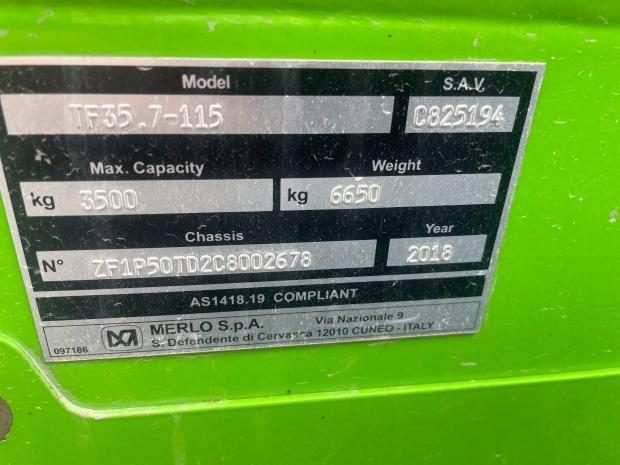 Model S.A.V.
TF35.7-115 C825194
Max. Capacity Weight
kg 3500 kg 6650
Chassis Year
N° ZF1P50TD2C8002678 2018
AS1418.19 COMPLIANT
MERLO S.p.A. Via Nazionale 9
097186 S. Defendente di Cervasca 12010 CUNEO - ITALY